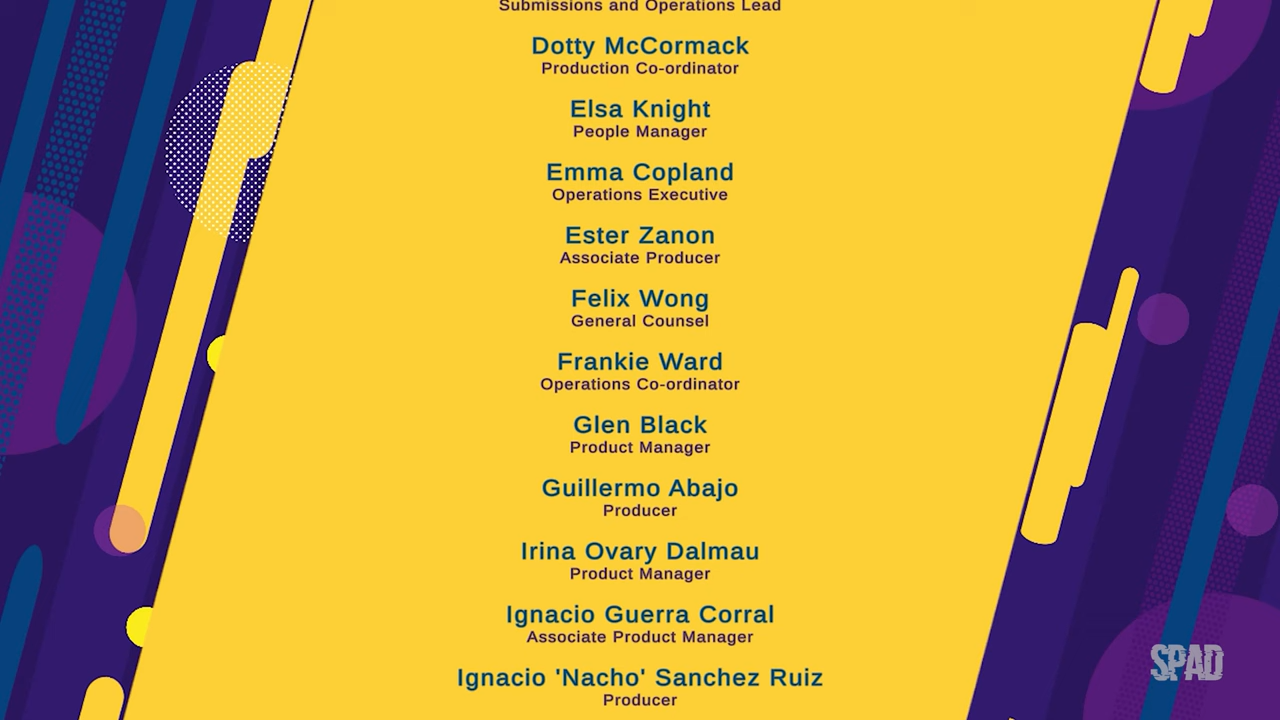 Submissions and Operations Lead
Dotty McCormack
Production Co-ordinator
Elsa Knight
People Manager
Emma Copland
Operations Executive
Ester Zanon
Associate Producer
Felix Wong
General Counsel
Frankie Ward
Operations Co-ordinator
Glen Black
Product Manager
Guillermo Abajo
Producer
Irina Ovary Dalmau
Product Manager
Ignacio Guerra Corral
Associate Product Manager
Ignacio 'Nacho' Sanchez Ruiz
Producer
SPAD